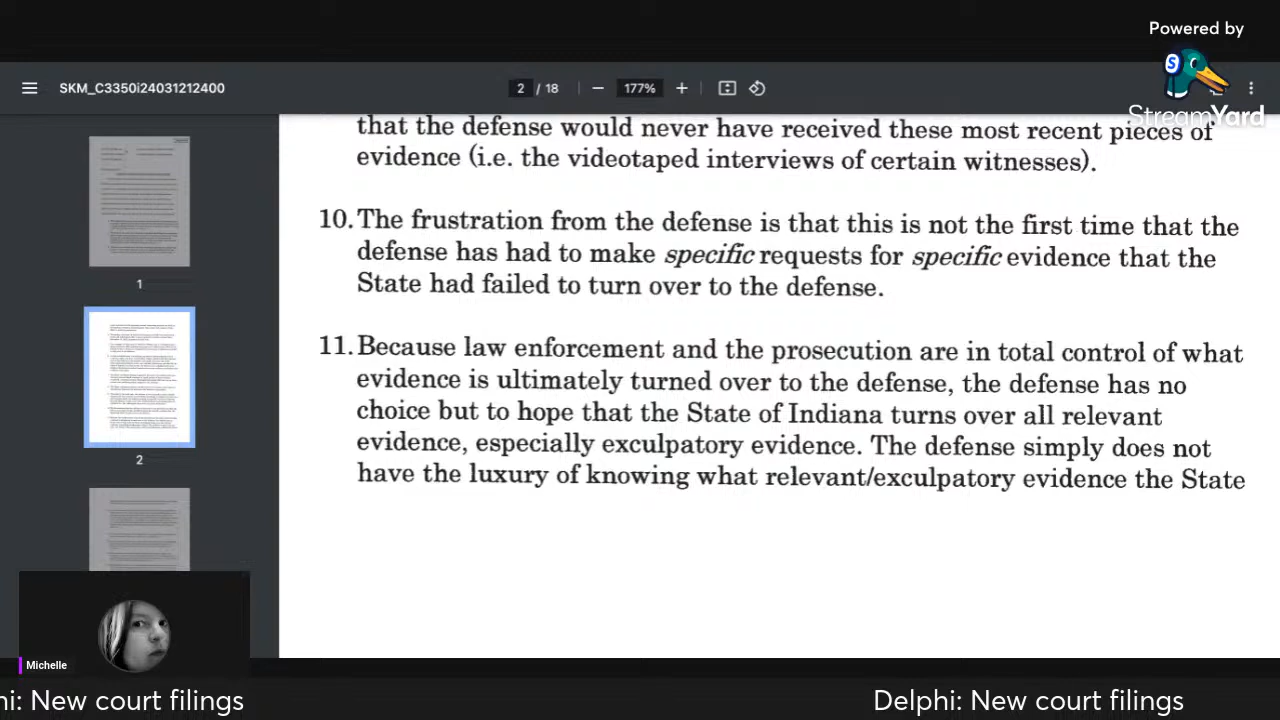 Powered by
StreamYard
SKM_C3350i24031212400
2 / 18
177%
that the defense would never have received these most recent pieces of
evidence (i.e. the videotaped interviews of certain witnesses).
10. The frustration from the defense is that this is not the first time that the
defense has had to make specific requests for specific evidence that the
State had failed to turn over to the defense.
11. Because law enforcement and the prosecution are in total control of what
evidence is ultimately turned over to the defense, the defense has no
choice but to hope that the State of Indiana turns over all relevant
evidence, especially exculpatory evidence. The defense simply does not
have the luxury of knowing what relevant/exculpatory evidence the State
1
2
Michelle
hi: New court filings
Delphi: New court filings